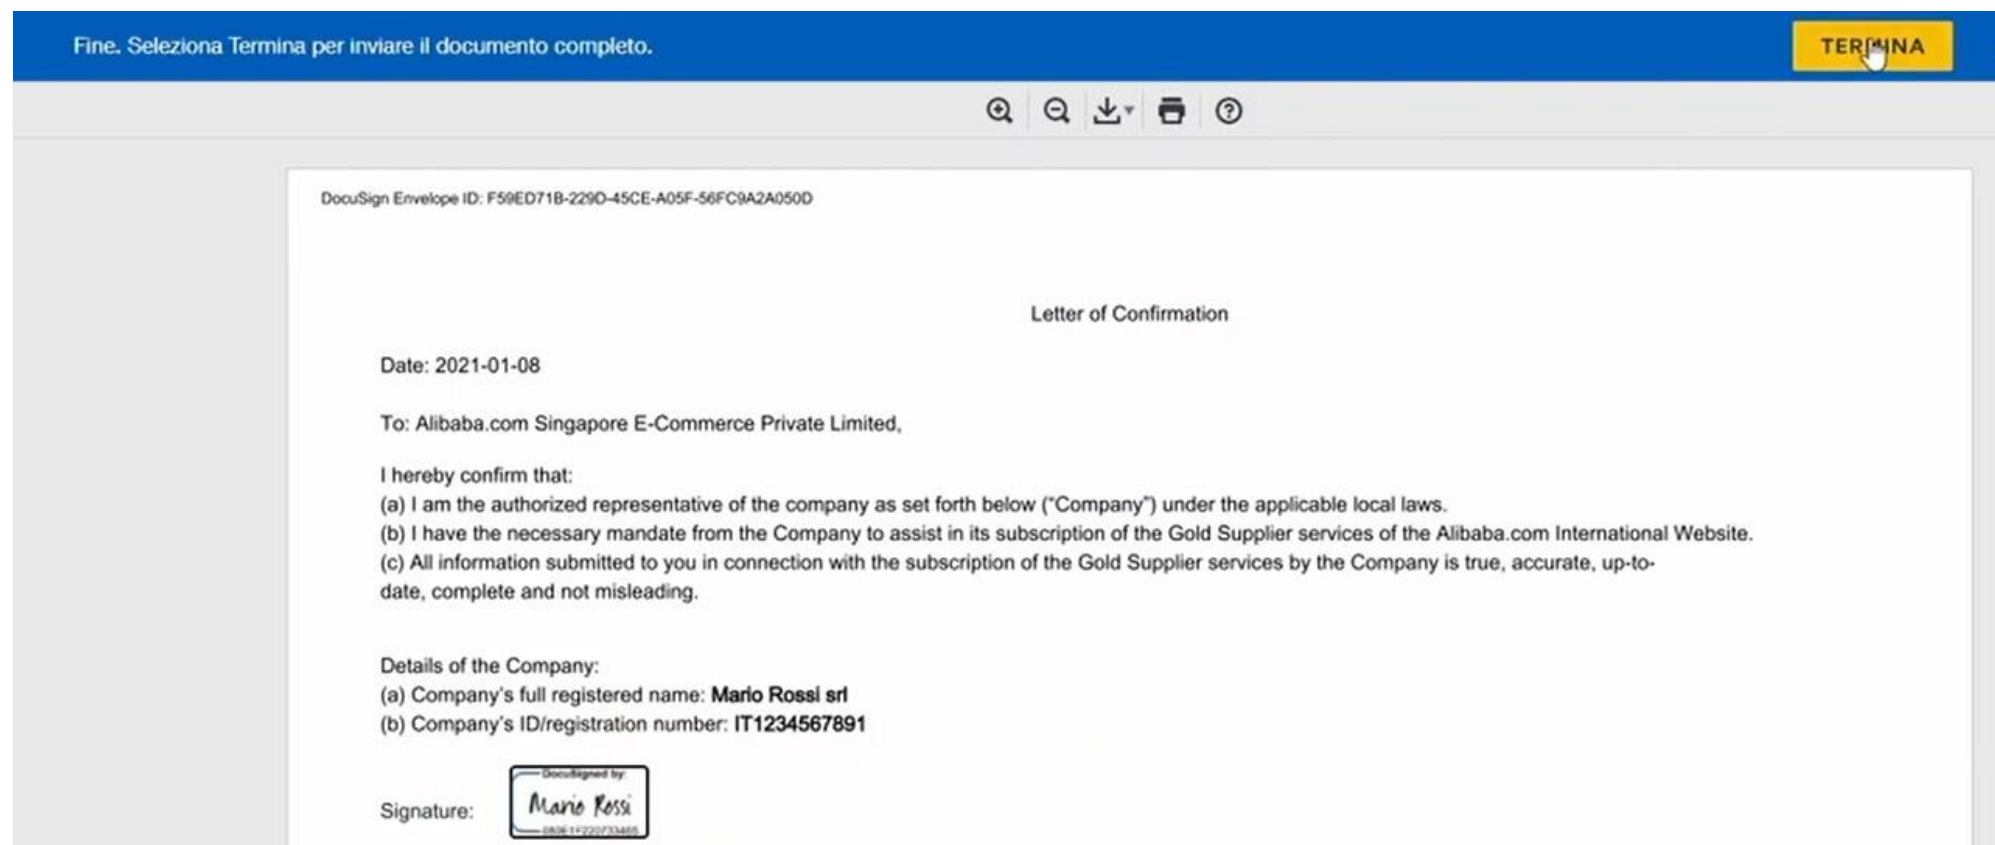 Fine. Seleziona Termina per inviare il documento completo.
DocuSign Envelope ID: F59ED71B-229D-45CE-A05F-56FC9A2A050D
Letter of Confirmation
Date: 2021-01-08
To: Alibaba.com Singapore E-Commerce Private Limited,
I hereby confirm that:
(a) I am the authorized representative of the company as set forth below (“Company”) under the applicable local laws.
(b) I have the necessary mandate from the Company to assist in its subscription of the Gold Supplier services of the Alibaba.com International Website.
(c) All information submitted to you in connection with the subscription of the Gold Supplier services by the Company is true, accurate, up-to-
date, complete and not misleading.
Details of the Company:
(a) Company's full registered name: Mario Rossi srl
(b) Company's ID/registration number: IT1234567891
DocuSigned by:
Signature: Mario Rossi